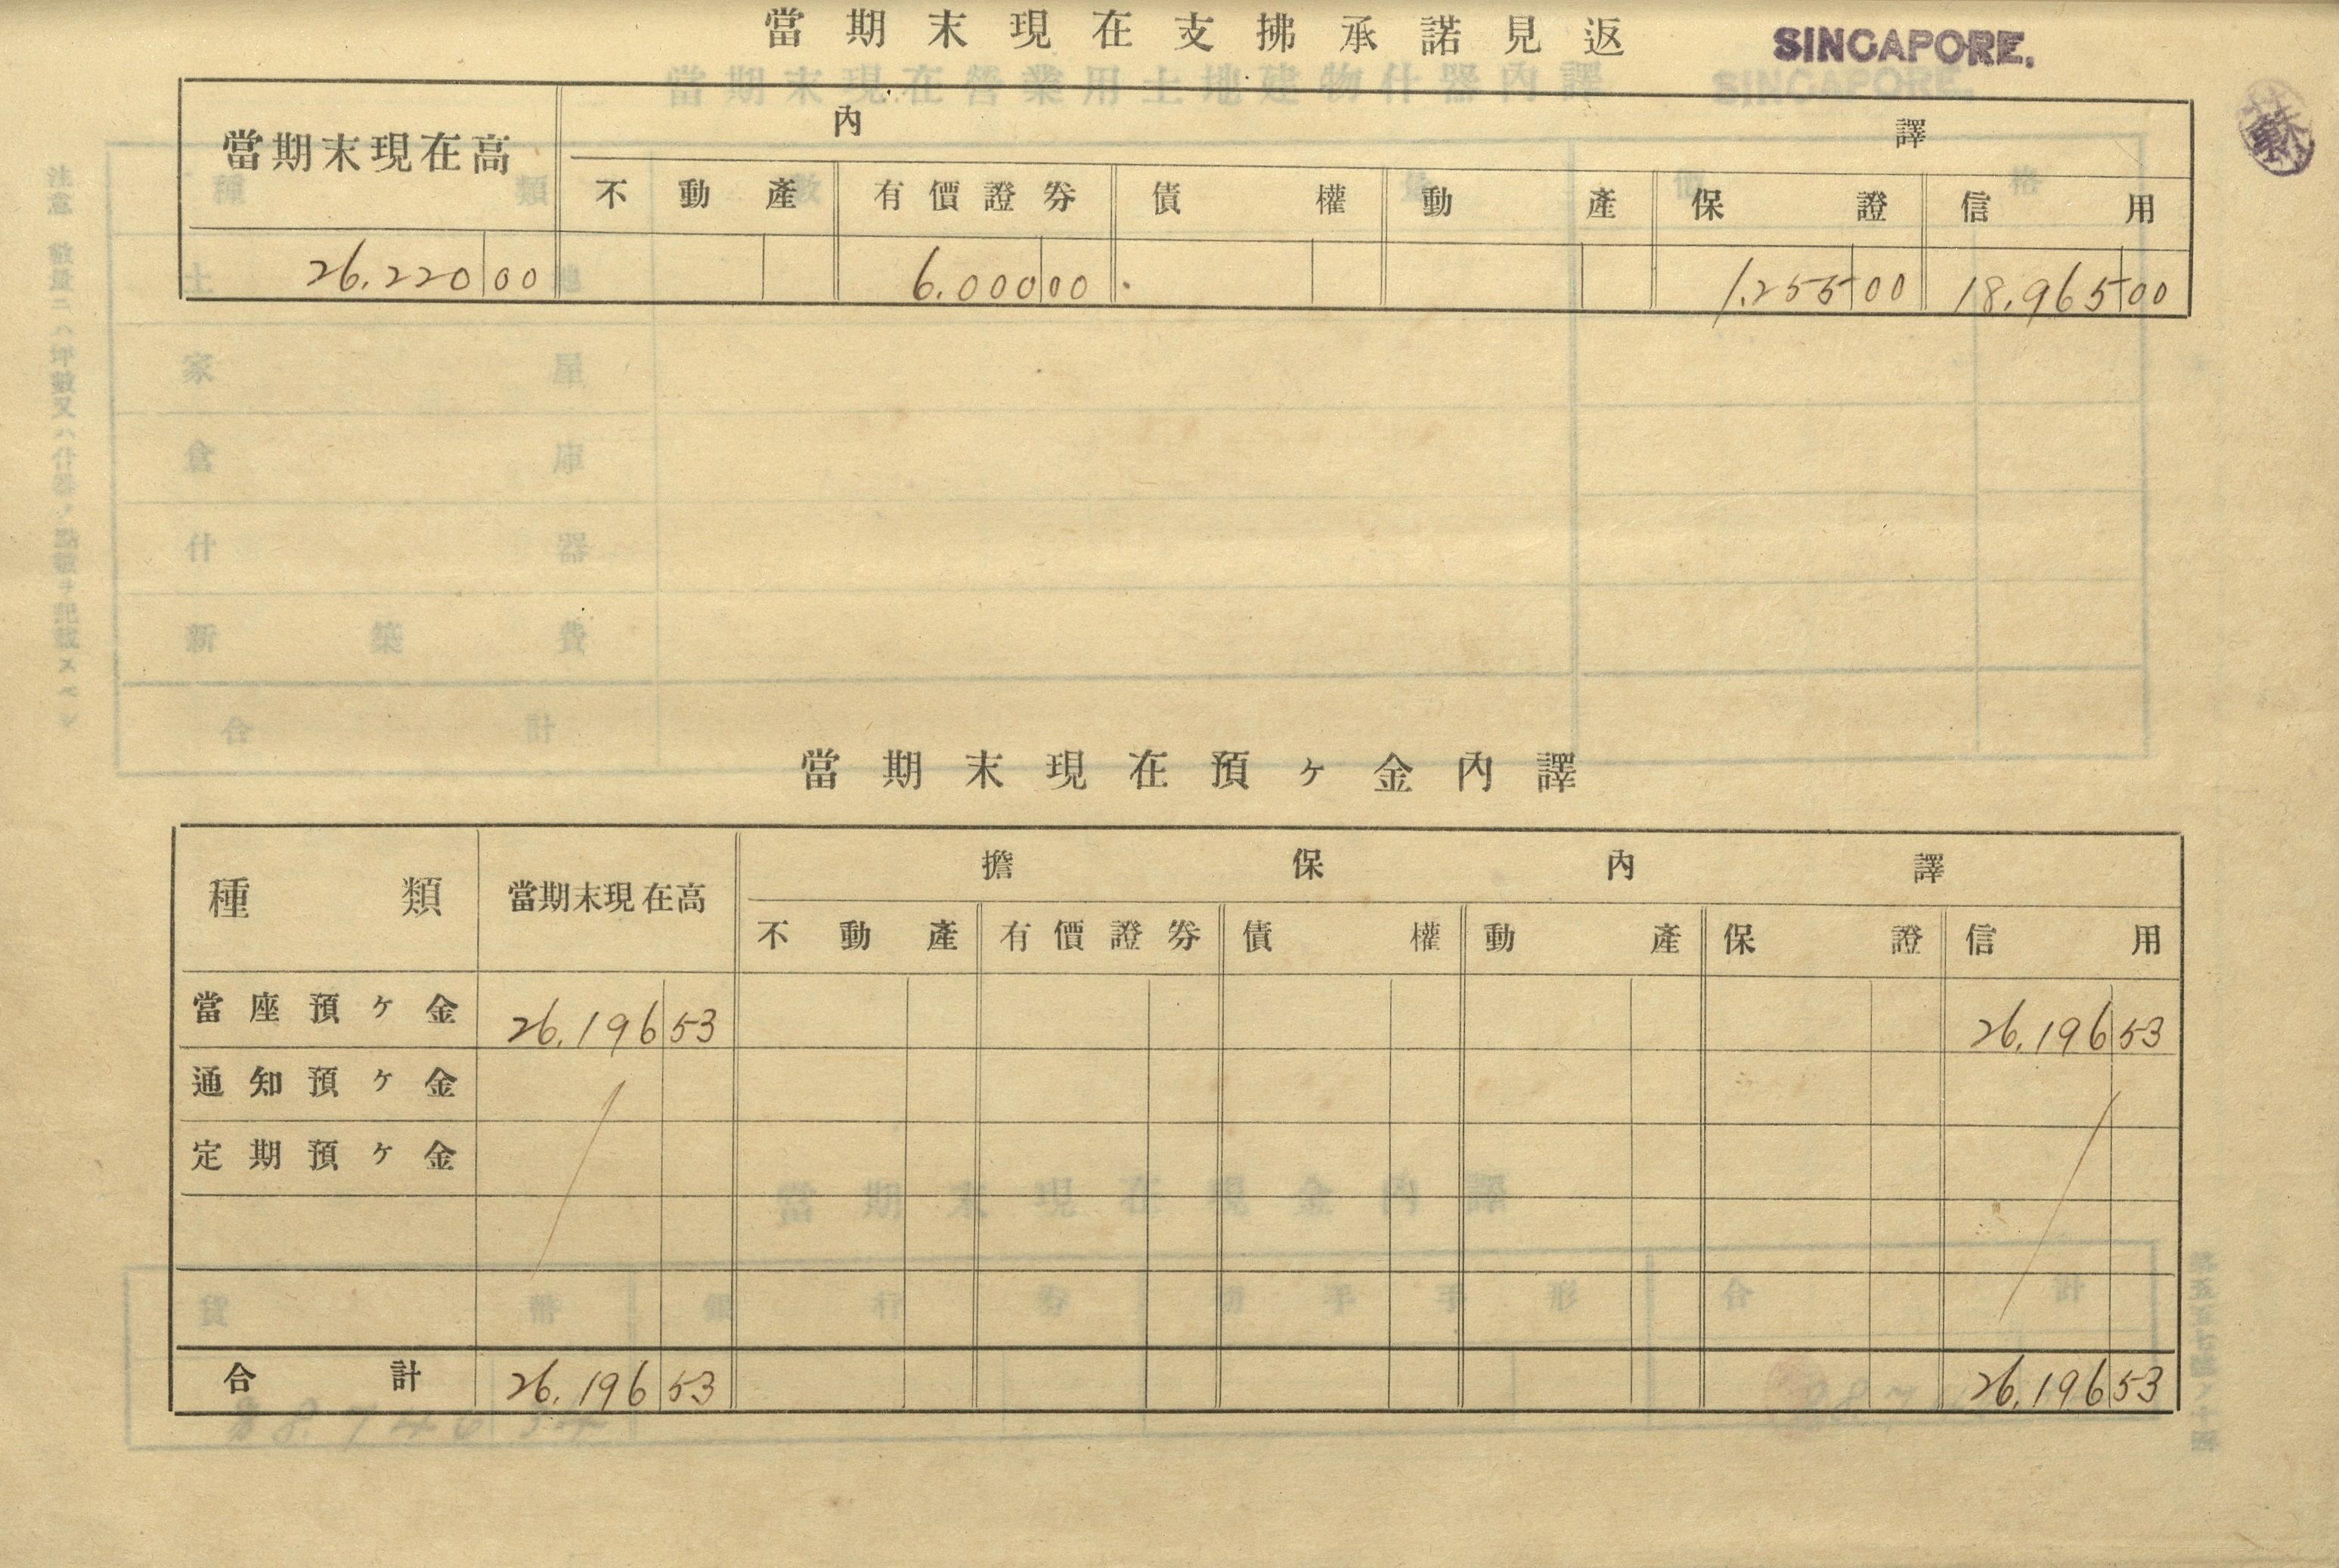 當期末現在支拂承諾見返 SINGAPORE.
當期末現在高 內譯
不動產 有價證券 債權 動產 保證 信用
26.220 00 6.000 00 1.255 00 18.965 00
當期末現在預ヶ金內譯
種類 當期末現在高 擔保內譯
不動產 有價證券 債權 動產 保證 信用
當座預ヶ金 26.196 53 26.196 53
通知預ヶ金
定期預ヶ金
合計 26.196 53 26.196 53